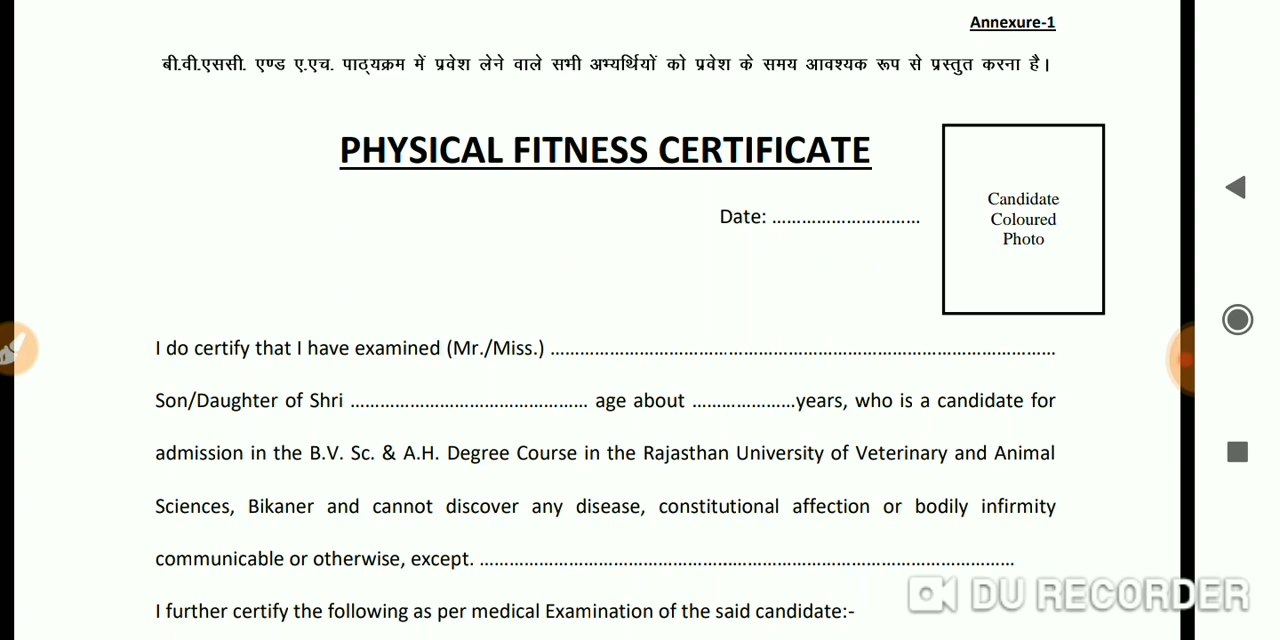 Annexure-1
बी.वी.एससी. एण्ड ए.एच. पाठ्यक्रम में प्रवेश लेने वाले सभी अभ्यर्थियों को प्रवेश के समय आवश्यक रूप से प्रस्तुत करना है।
PHYSICAL FITNESS CERTIFICATE
Date: ..............................
Candidate
Coloured
Photo
I do certify that I have examined (Mr./Miss.) ........................................................................................................
Son/Daughter of Shri ................................................ age about .....................years, who is a candidate for
admission in the B.V. Sc. & A.H. Degree Course in the Rajasthan University of Veterinary and Animal
Sciences, Bikaner and cannot discover any disease, constitutional affection or bodily infirmity
communicable or otherwise, except. .............................................................................................................
I further certify the following as per medical Examination of the said candidate:-
DU RECORDER